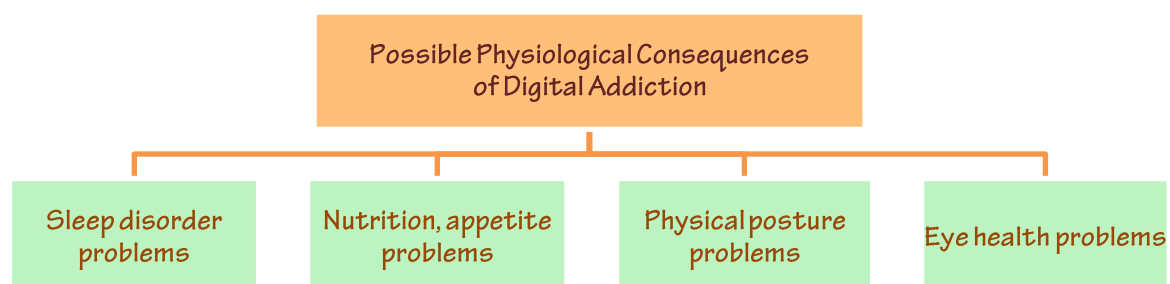 Possible Physiological Consequences
of Digital Addiction
Sleep disorder
problems
Nutrition, appetite
problems
Physical posture
problems
Eye health problems